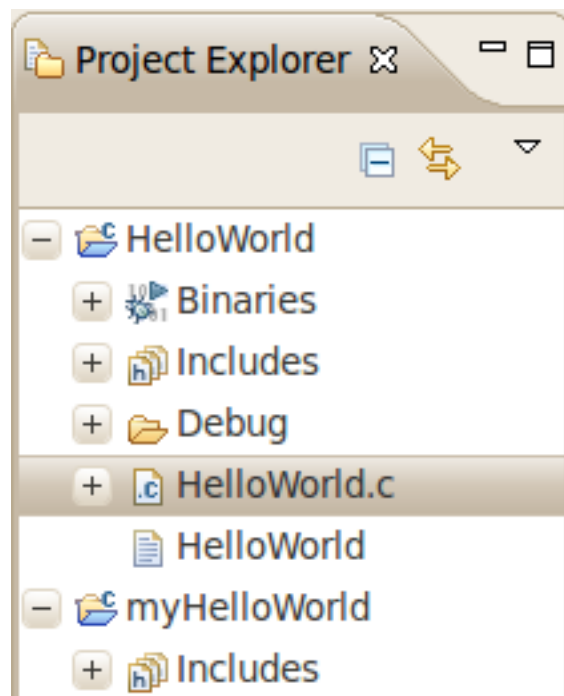 Project Explorer
HelloWorld
Binaries
Includes
Debug
HelloWorld.c
HelloWorld
myHelloWorld
Includes